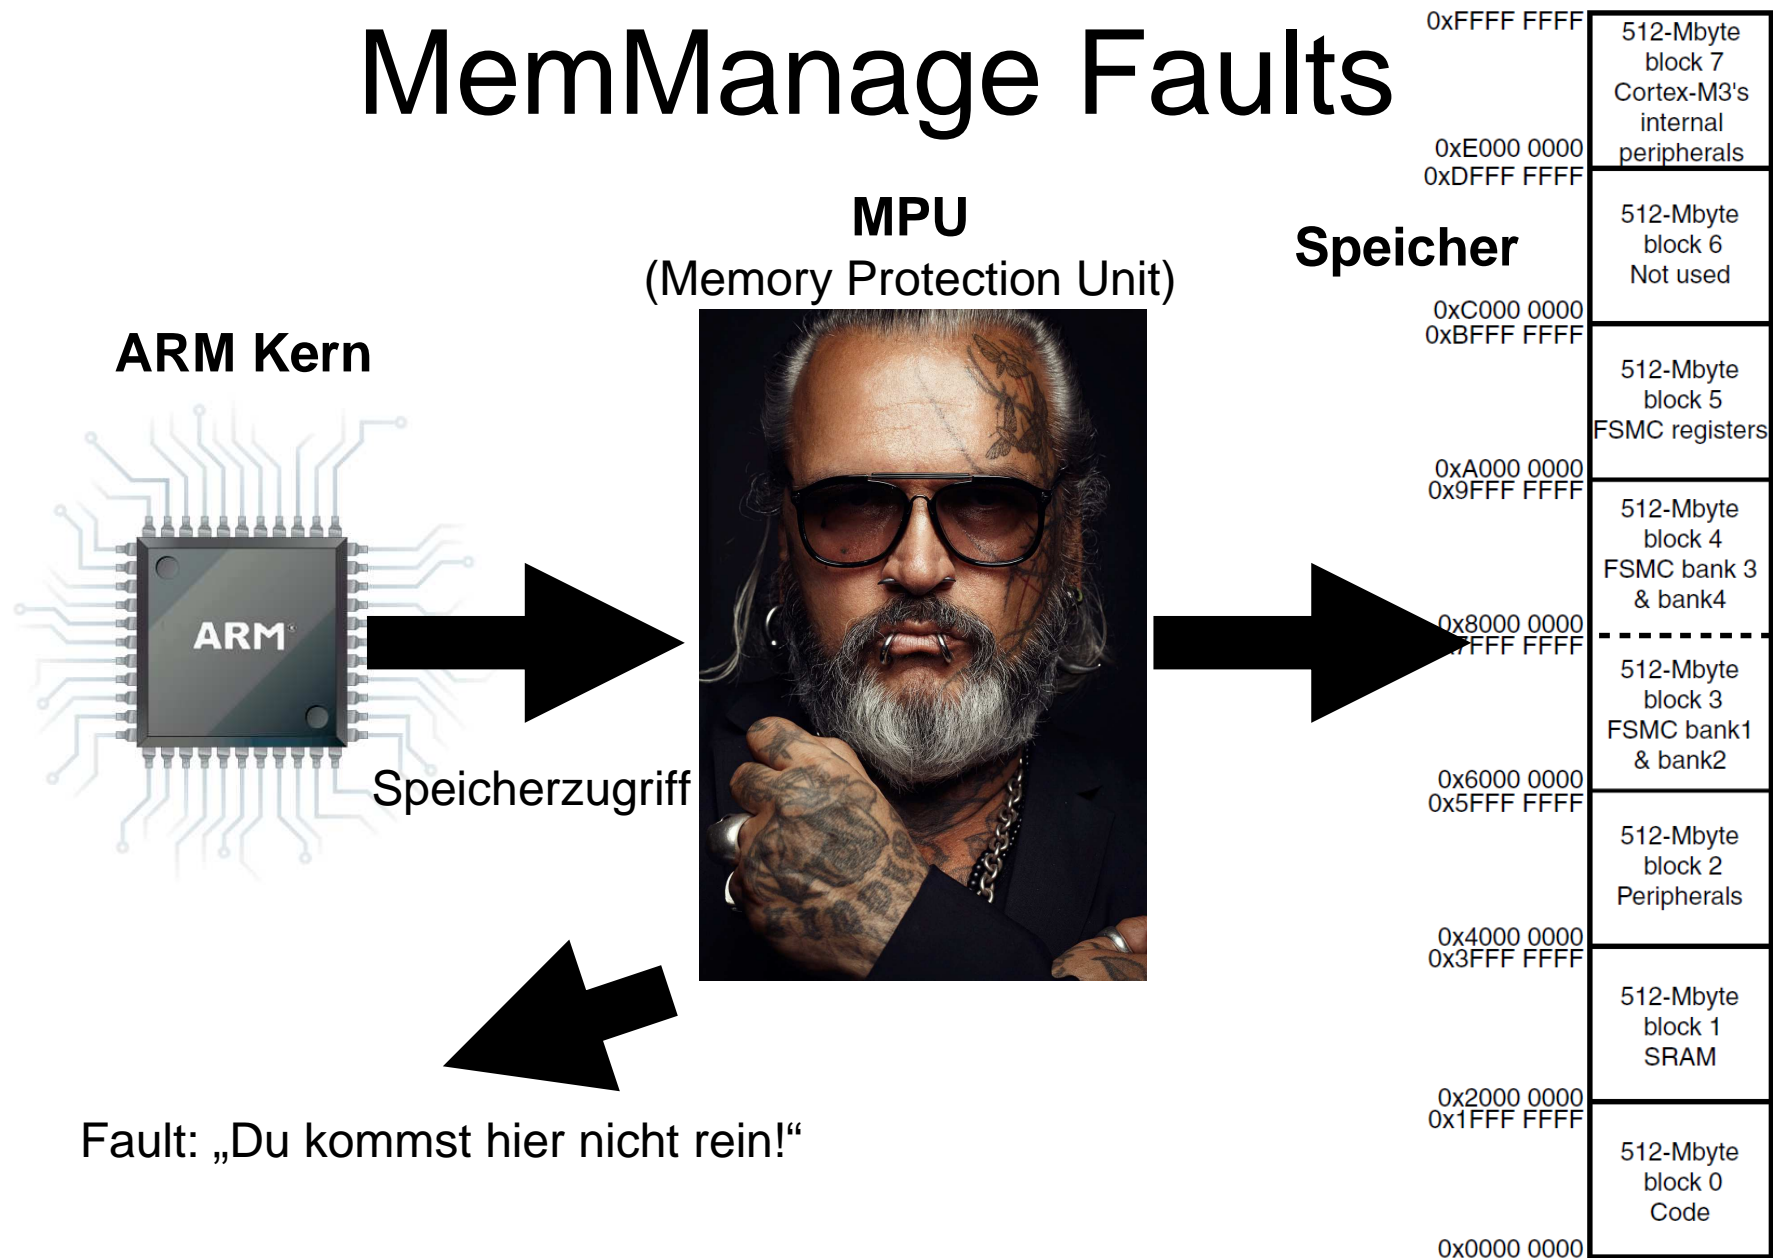 MemManage Faults
MPU
(Memory Protection Unit)
Speicher
ARM Kern
ARM
Speicherzugriff
Fault: „Du kommst hier nicht rein!“
0xFFFF FFFF
512-Mbyte
block 7
Cortex-M3's
internal
peripherals
0xE000 0000
0xDFFF FFFF
512-Mbyte
block 6
Not used
0xC000 0000
0xBFFF FFFF
512-Mbyte
block 5
FSMC registers
0xA000 0000
0x9FFF FFFF
512-Mbyte
block 4
FSMC bank 3
& bank4
0x8000 0000
7FFF FFFF
512-Mbyte
block 3
FSMC bank1
& bank2
0x6000 0000
0x5FFF FFFF
512-Mbyte
block 2
Peripherals
0x4000 0000
0x3FFF FFFF
512-Mbyte
block 1
SRAM
0x2000 0000
0x1FFF FFFF
512-Mbyte
block 0
Code
0x0000 0000